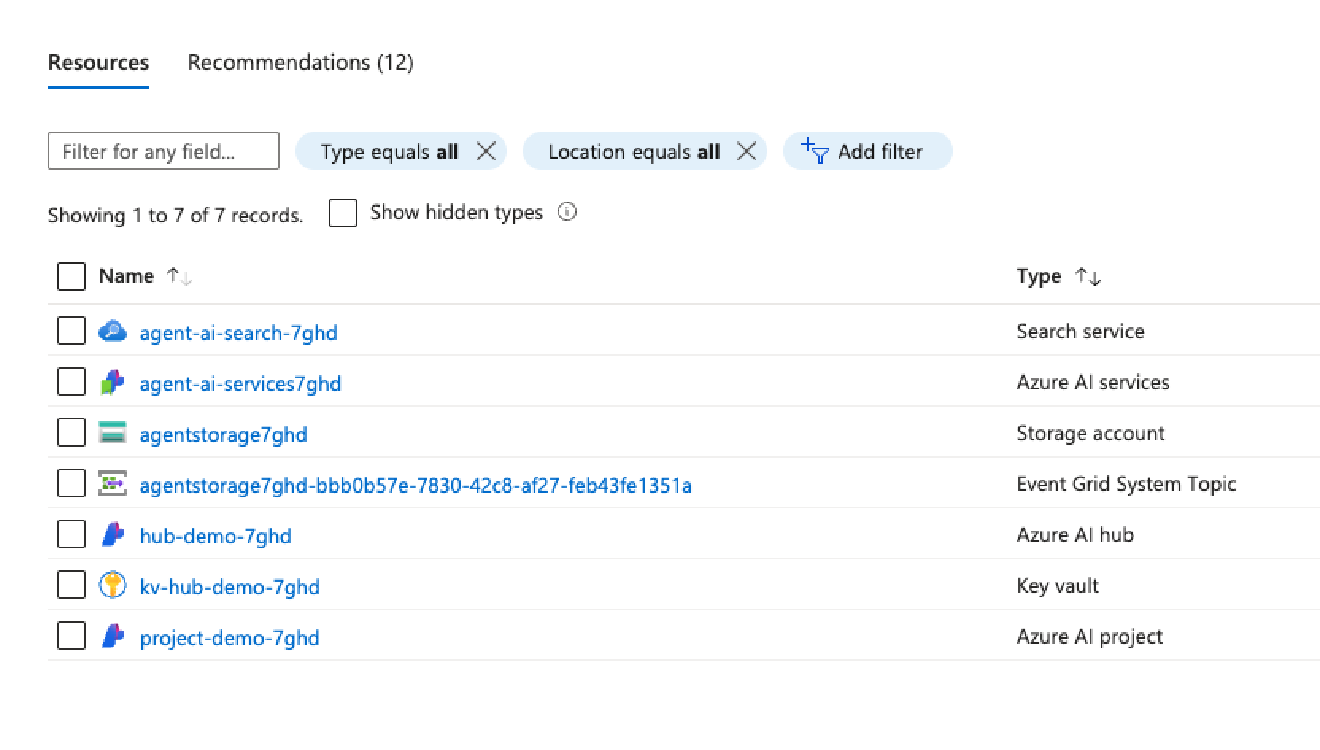 Resources Recommendations (12)
Filter for any field... Type equals all Location equals all Add filter
Showing 1 to 7 of 7 records. Show hidden types
Name Type
agent-ai-search-7ghd Search service
agent-ai-services7ghd Azure AI services
agentstorage7ghd Storage account
agentstorage7ghd-bbb0b57e-7830-42c8-af27-feb43fe1351a Event Grid System Topic
hub-demo-7ghd Azure AI hub
kv-hub-demo-7ghd Key vault
project-demo-7ghd Azure AI project